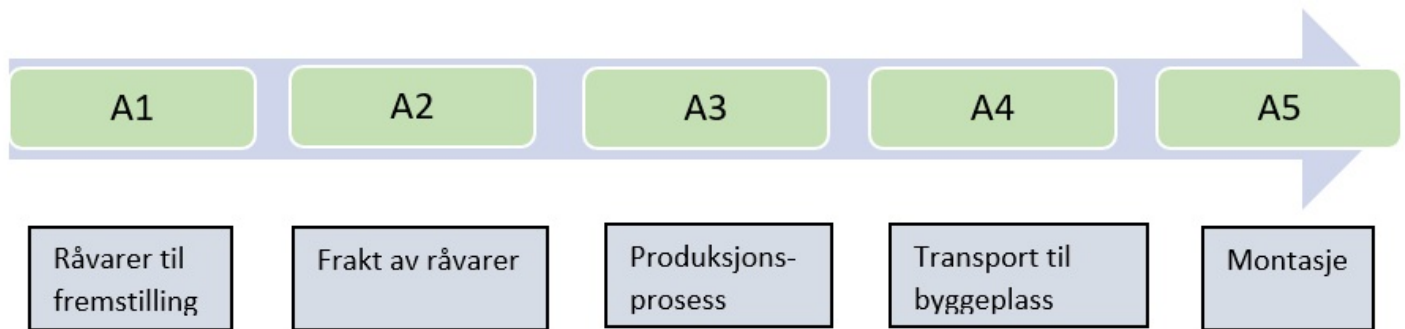 A1
A2
A3
A4
A5
Råvarer til
fremstilling
Frakt av råvarer
Produksjons-
prosess
Transport til
byggeplass
Montasje